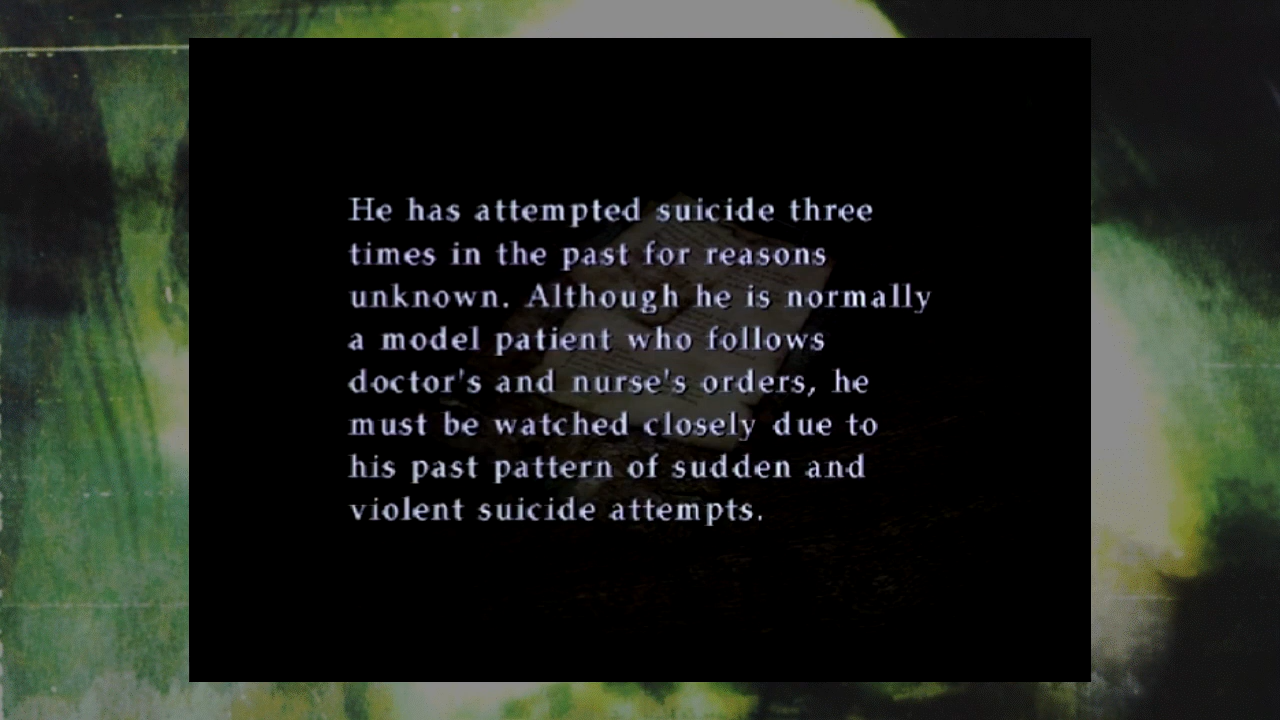 He has attempted suicide three
times in the past for reasons
unknown. Although he is normally
a model patient who follows
doctor's and nurse's orders, he
must be watched closely due to
his past pattern of sudden and
violent suicide attempts.